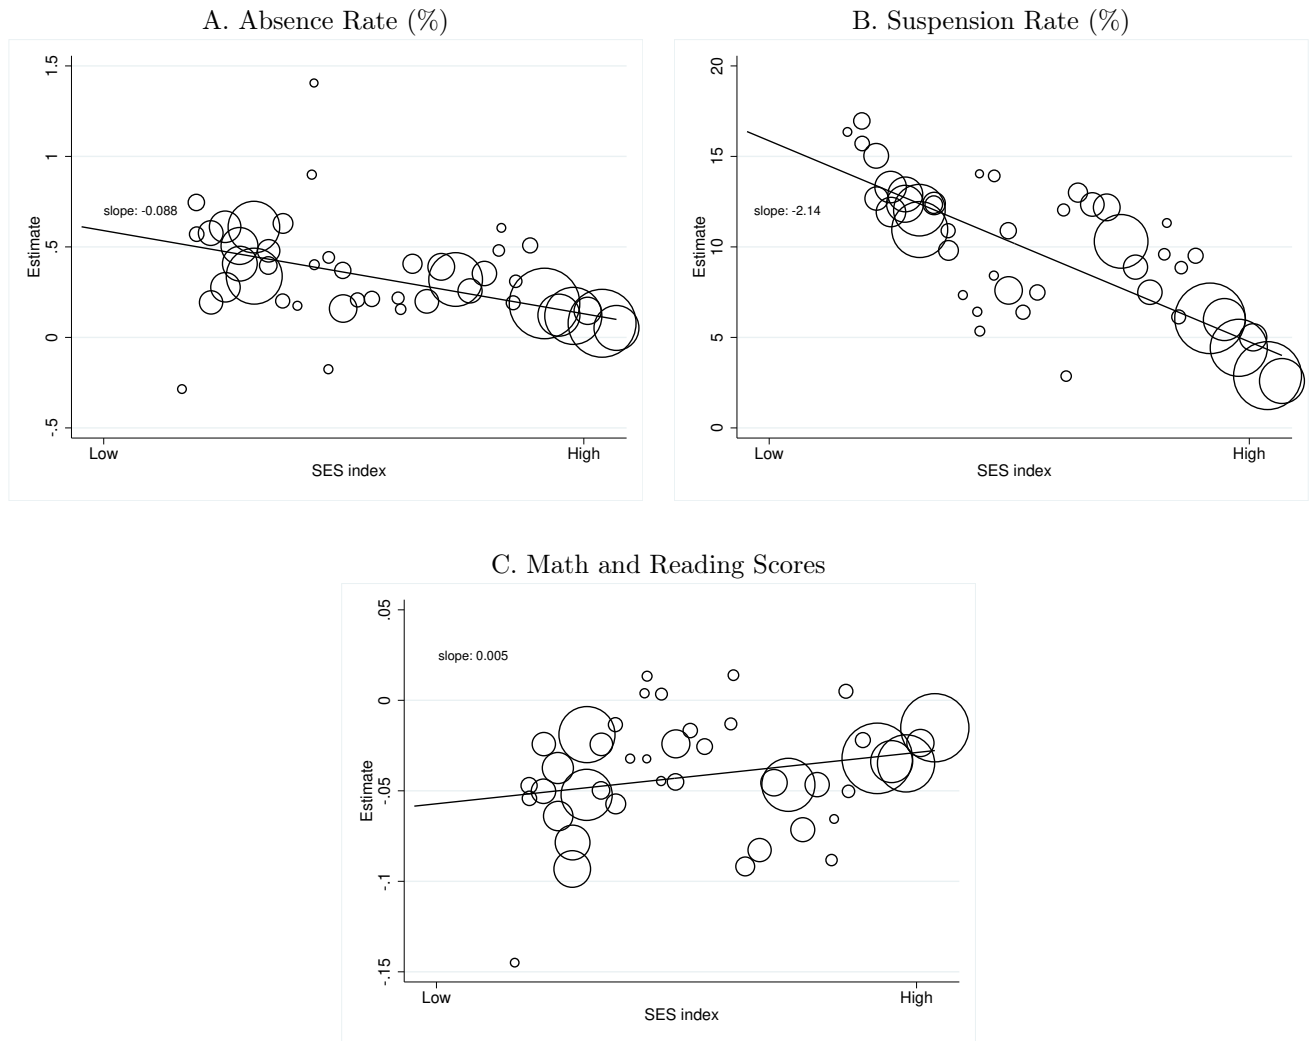 A. Absence Rate (%)
1.5
1
.5
0
-.5
Estimate
slope: -0.088
Low
High
SES index
B. Suspension Rate (%)
20
15
10
5
0
Estimate
slope: -2.14
Low
High
SES index
C. Math and Reading Scores
.05
0
-.05
-.1
-.15
Estimate
slope: 0.005
Low
High
SES index